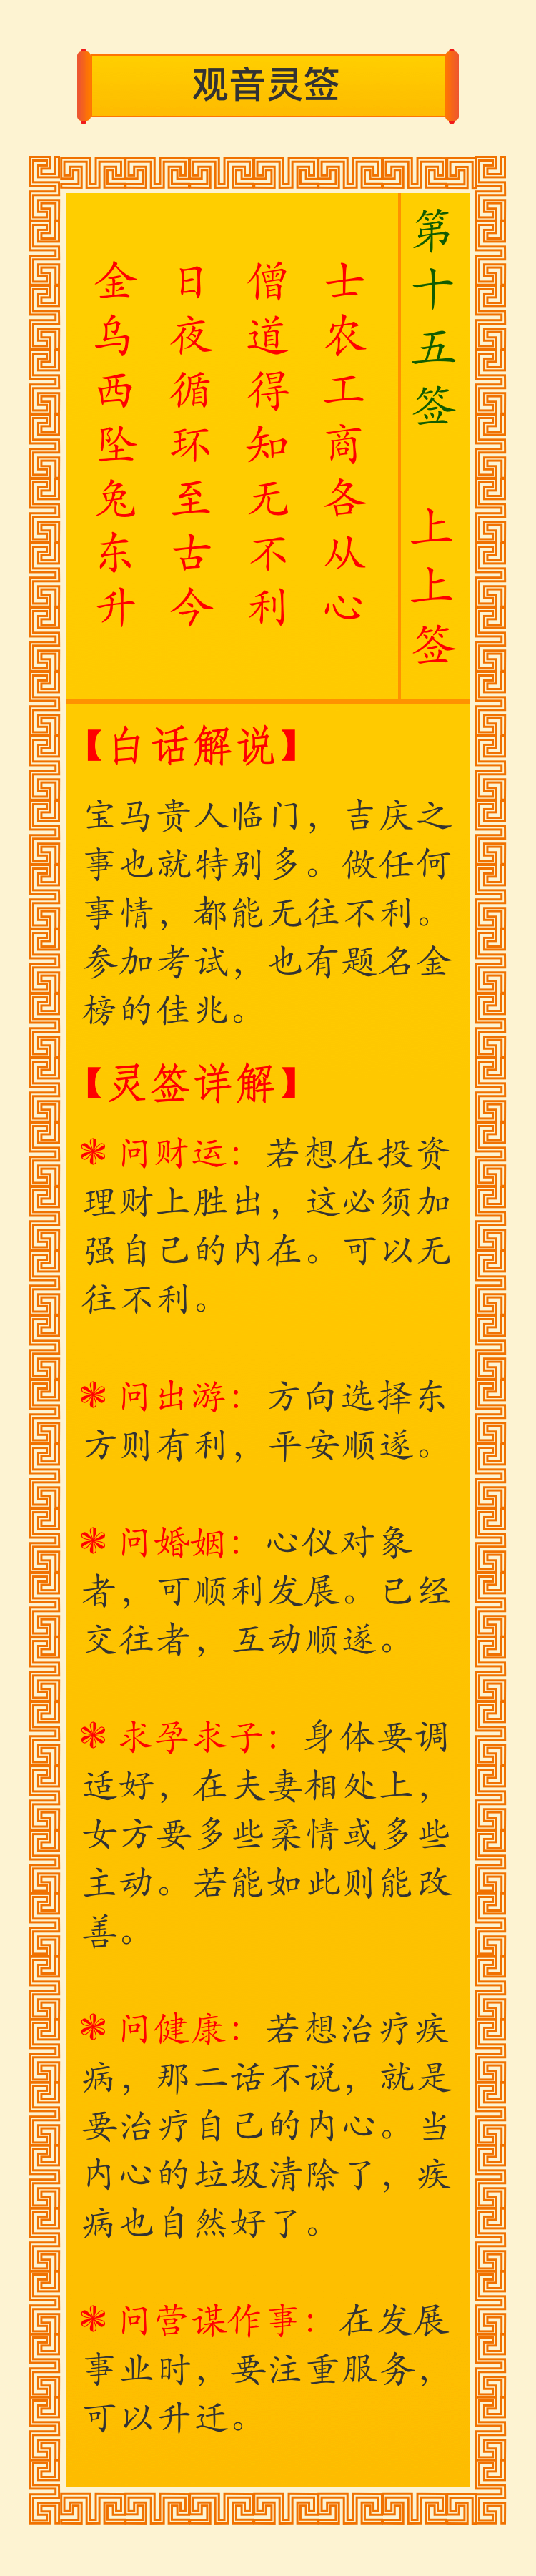 观音灵签
第十五签 上上签
士农工商各从心
僧道得知无不利
日夜循环至古今
金乌西坠兔东升
【白话解说】
宝马贵人临门，吉庆之
事也就特别多。做任何
事情，都能无往不利。
参加考试，也有题名金
榜的佳兆。
【灵签详解】
❃ 问财运：若想在投资
理财上胜出，这必须加
强自己的内在。可以无
往不利。
❃ 问出游：方向选择东
方则有利，平安顺遂。
❃ 问婚姻：心仪对象
者，可顺利发展。已经
交往者，互动顺遂。
❃ 求孕求子：身体要调
适好，在夫妻相处上，
女方要多些柔情或多些
主动。若能如此则能改
善。
❃ 问健康：若想治疗疾
病，那二话不说，就是
要治疗自己的内心。当
内心的垃圾清除了，疾
病也自然好了。
❃ 问营谋作事：在发展
事业时，要注重服务，
可以升迁。